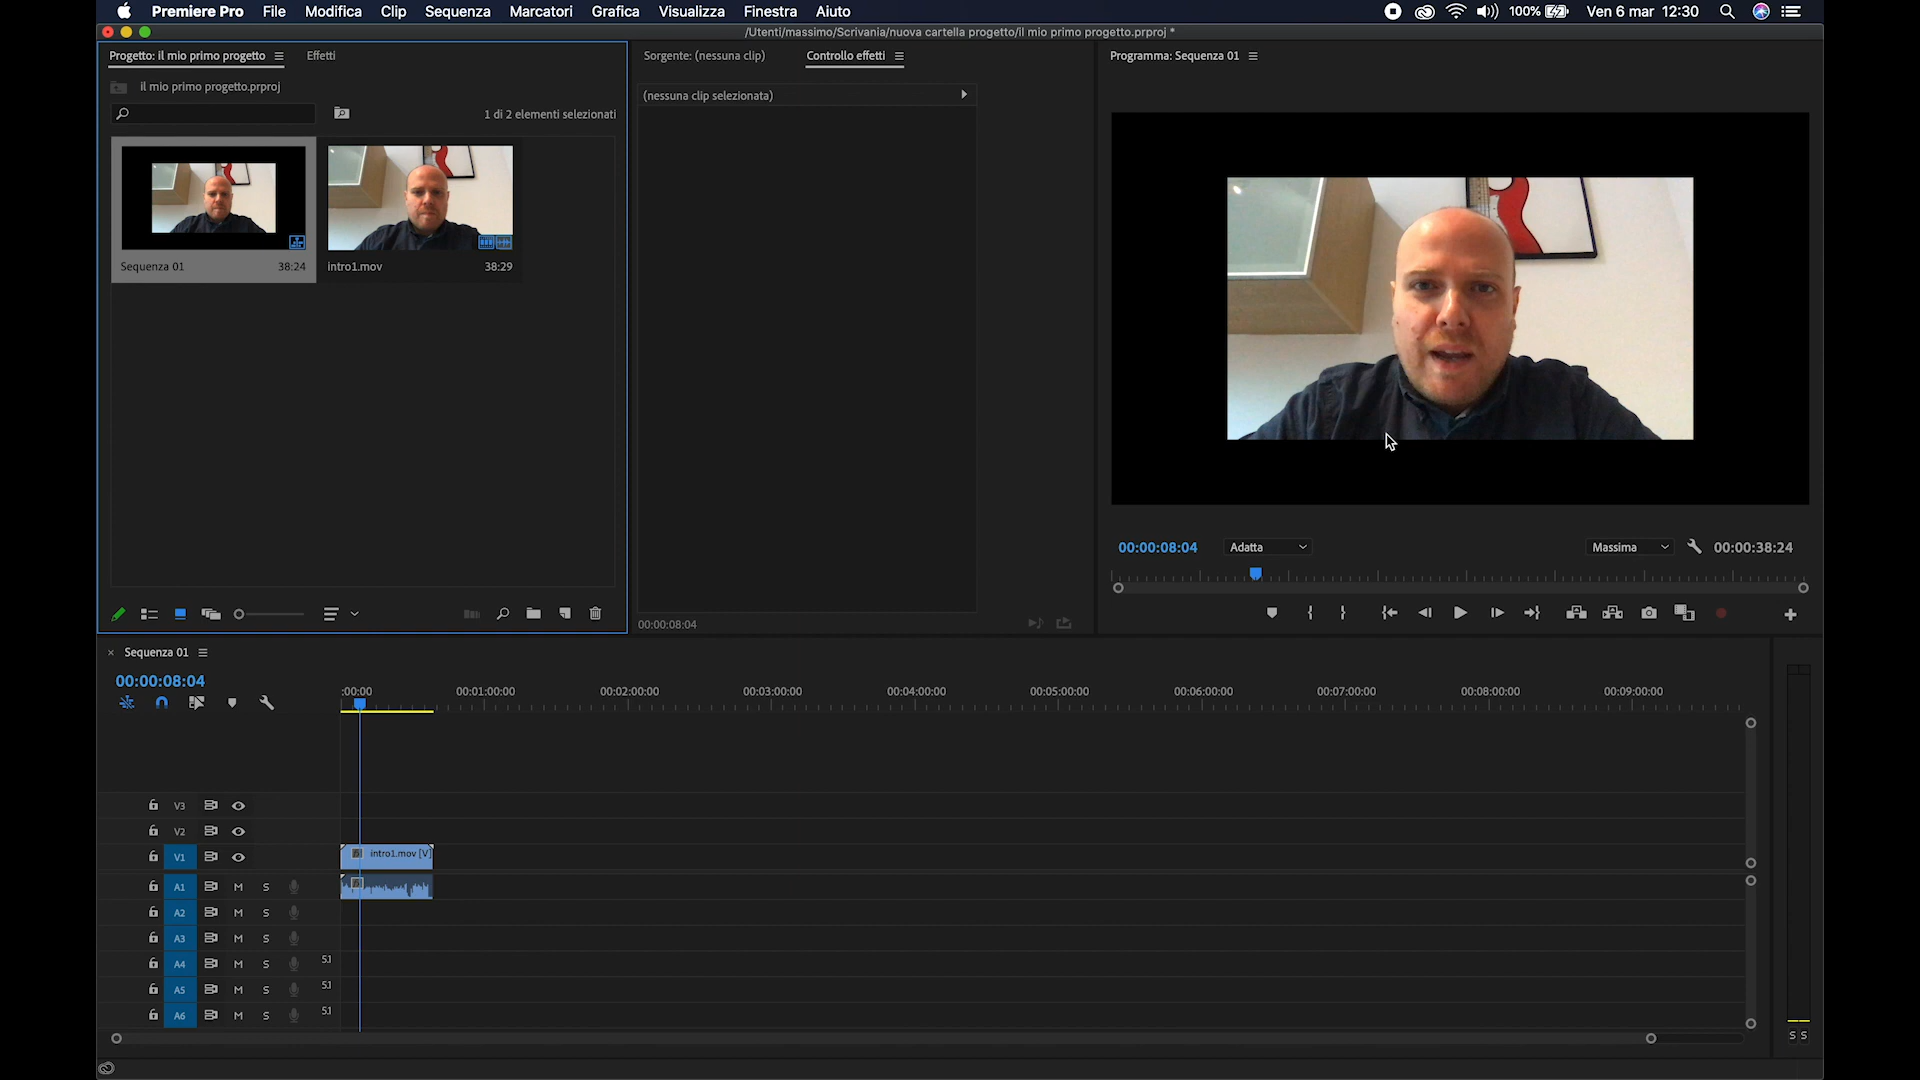 Premiere Pro File Modifica Clip Sequenza Marcatori Grafica Visualizza Finestra Aiuto 100% Ven 6 mar 12:30
/Utenti/massimo/Scrivania/nuova cartella progetto/il mio primo progetto.prproj *
Progetto: il mio primo progetto Effetti
il mio primo progetto.prproj
1 di 2 elementi selezionati
Sequenza 01 38:24
intro1.mov 38:29
Sorgente: (nessuna clip) Controllo effetti
(nessuna clip selezionata)
00:00:08:04
Programma: Sequenza 01
00:00:08:04 Adatta Massima 00:00:38:24
Sequenza 01
00:00:08:04
:00:00 00:01:00:00 00:02:00:00 00:03:00:00 00:04:00:00 00:05:00:00 00:06:00:00 00:07:00:00 00:08:00:00 00:09:00:00
V3
V2
V1 intro1.mov [V]
A1 M S
A2 M S
A3 M S
A4 M S 5.1
A5 M S 5.1
A6 M S 5.1
S S